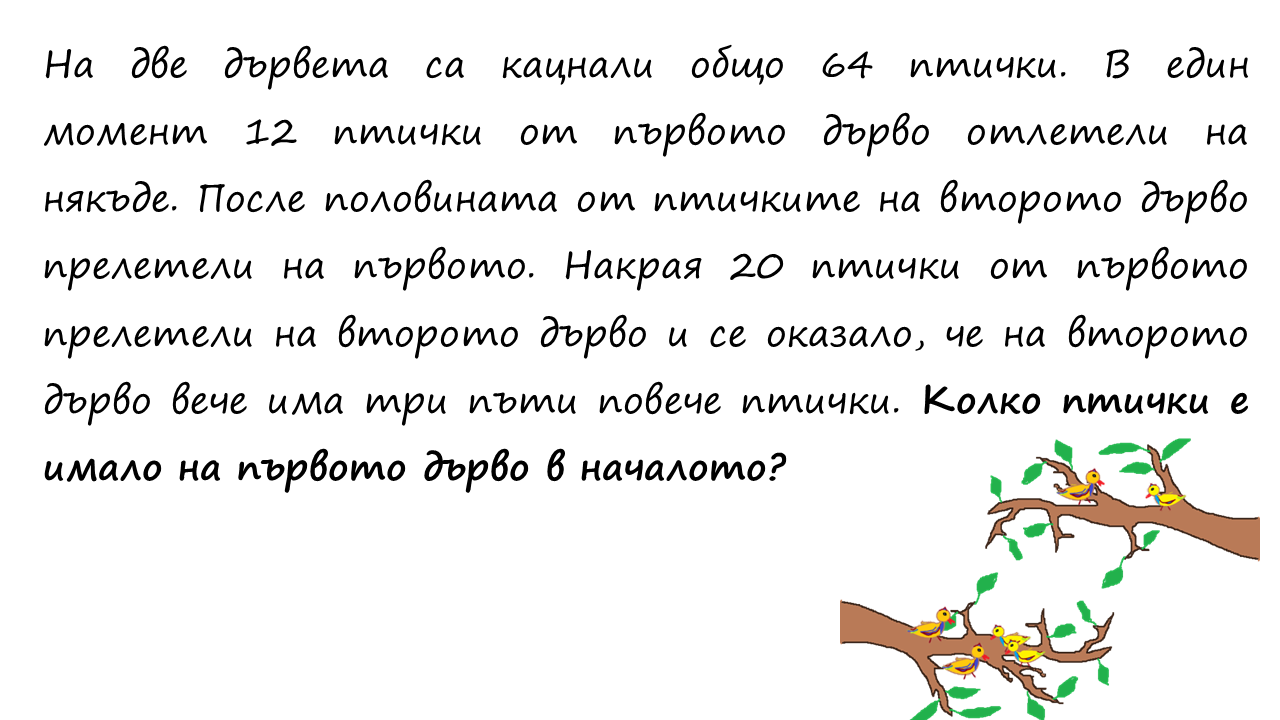 На две дървета са кацнали общо 64 птички. В един
момент 12 птички от първото дърво отлетели на
някъде. После половината от птичките на второто дърво
прелетели на първото. Накрая 20 птички от първото
прелетели на второто дърво и се оказало, че на второто
дърво вече има три пъти повече птички. Колко птички е
имало на първото дърво в началото?